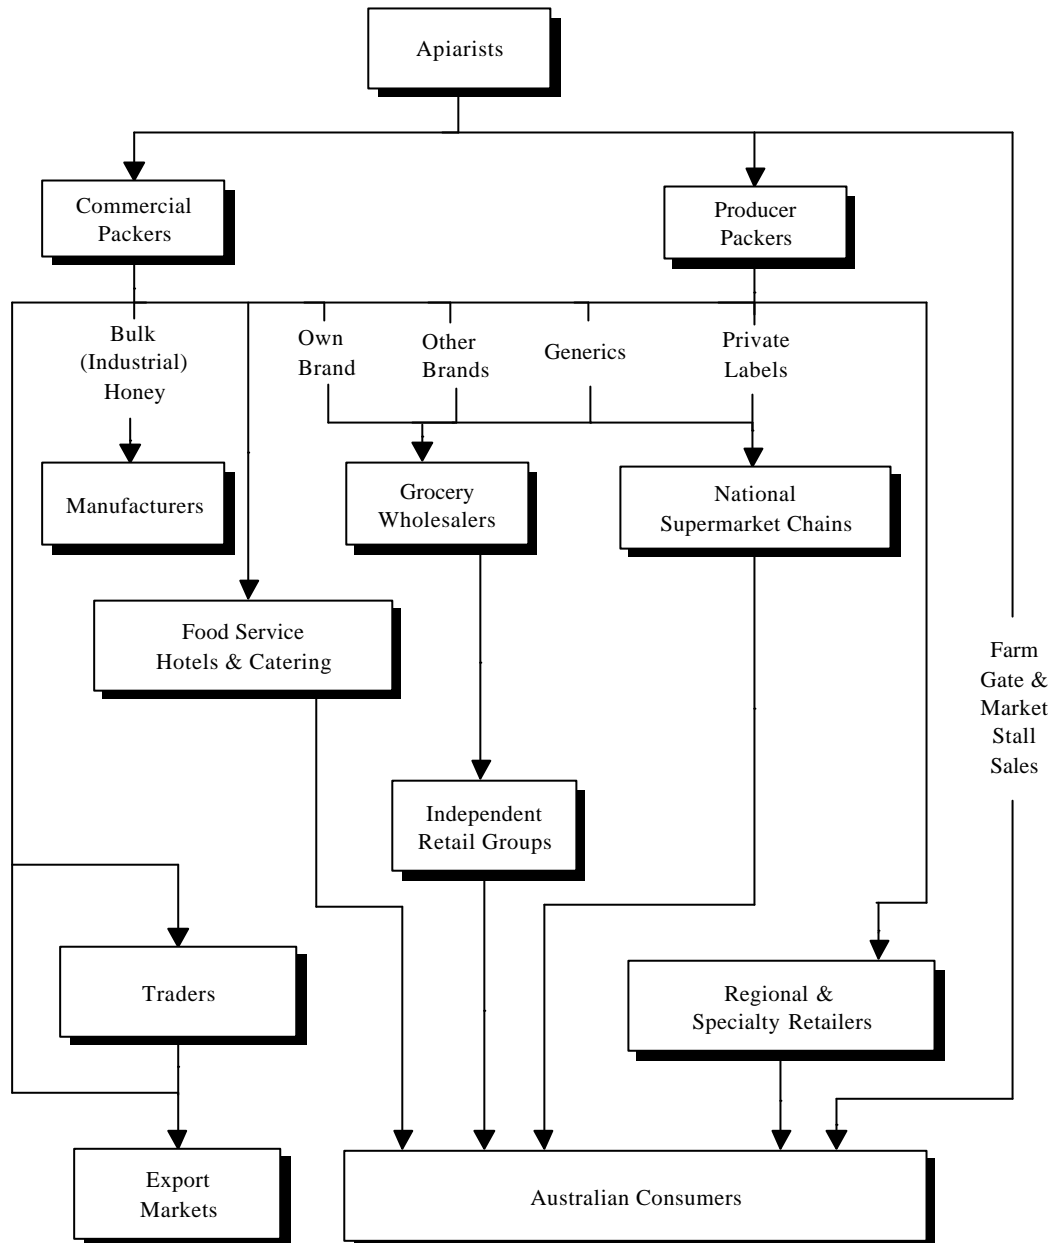 Apiarists
Commercial
Packers
Producer
Packers
Bulk
(Industrial)
Honey
Own
Brand
Other
Brands
Generics
Private
Labels
Manufacturers
Grocery
Wholesalers
National
Supermarket Chains
Food Service
Hotels & Catering
Farm
Gate &
Market
Stall
Sales
Independent
Retail Groups
Traders
Regional &
Specialty Retailers
Export
Markets
Australian Consumers